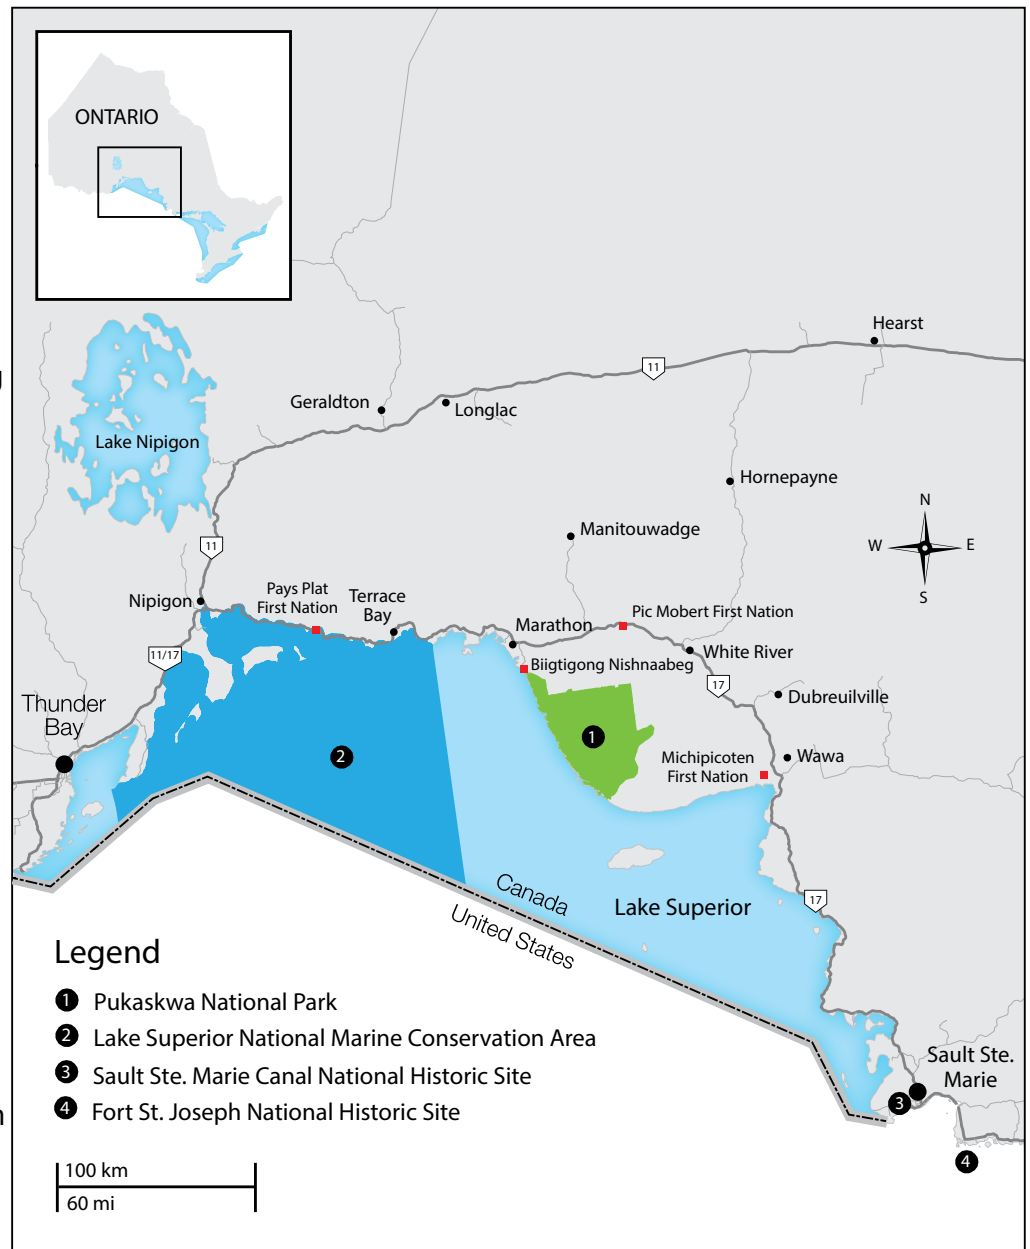 ONTARIO
Hearst
11
Geraldton
Longlac
Lake Nipigon
Hornepayne
N
W
E
S
Manitouwadge
11
Nipigon
Pays Plat
First Nation
Terrace
Bay
Marathon
Pic Mobert First Nation
11/17
White River
Biigtigong Nishnaabeg
17
Dubreuilville
Thunder
Bay
1
2
Michipicoten
First Nation
Wawa
Canada
United States
Lake Superior
17
Legend
1 Pukaskwa National Park
2 Lake Superior National Marine Conservation Area
3 Sault Ste. Marie Canal National Historic Site
4 Fort St. Joseph National Historic Site
Sault Ste.
Marie
3
4
100 km
60 mi